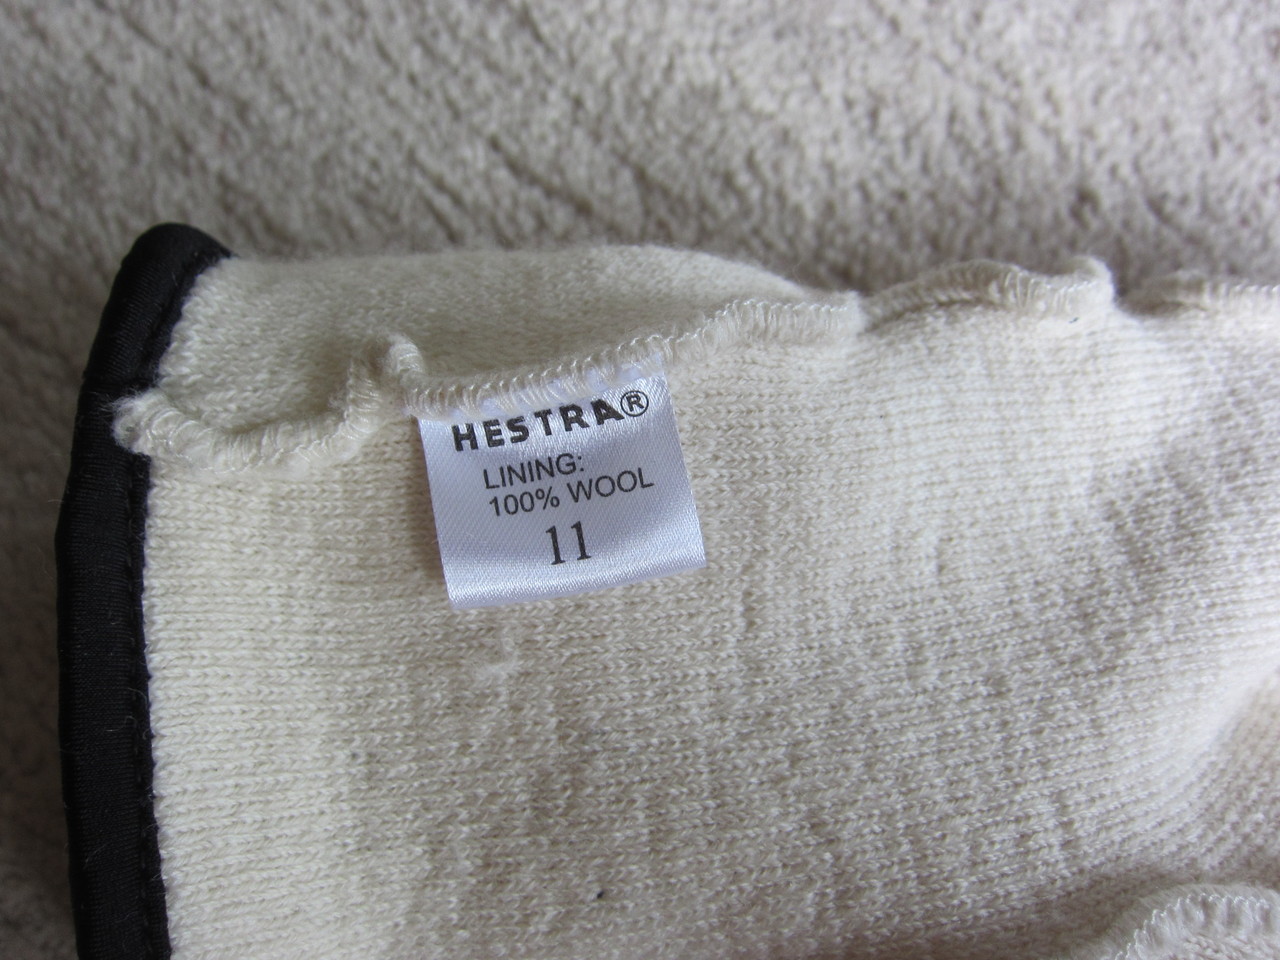 HESTRA®
LINING:
100% WOOL
11